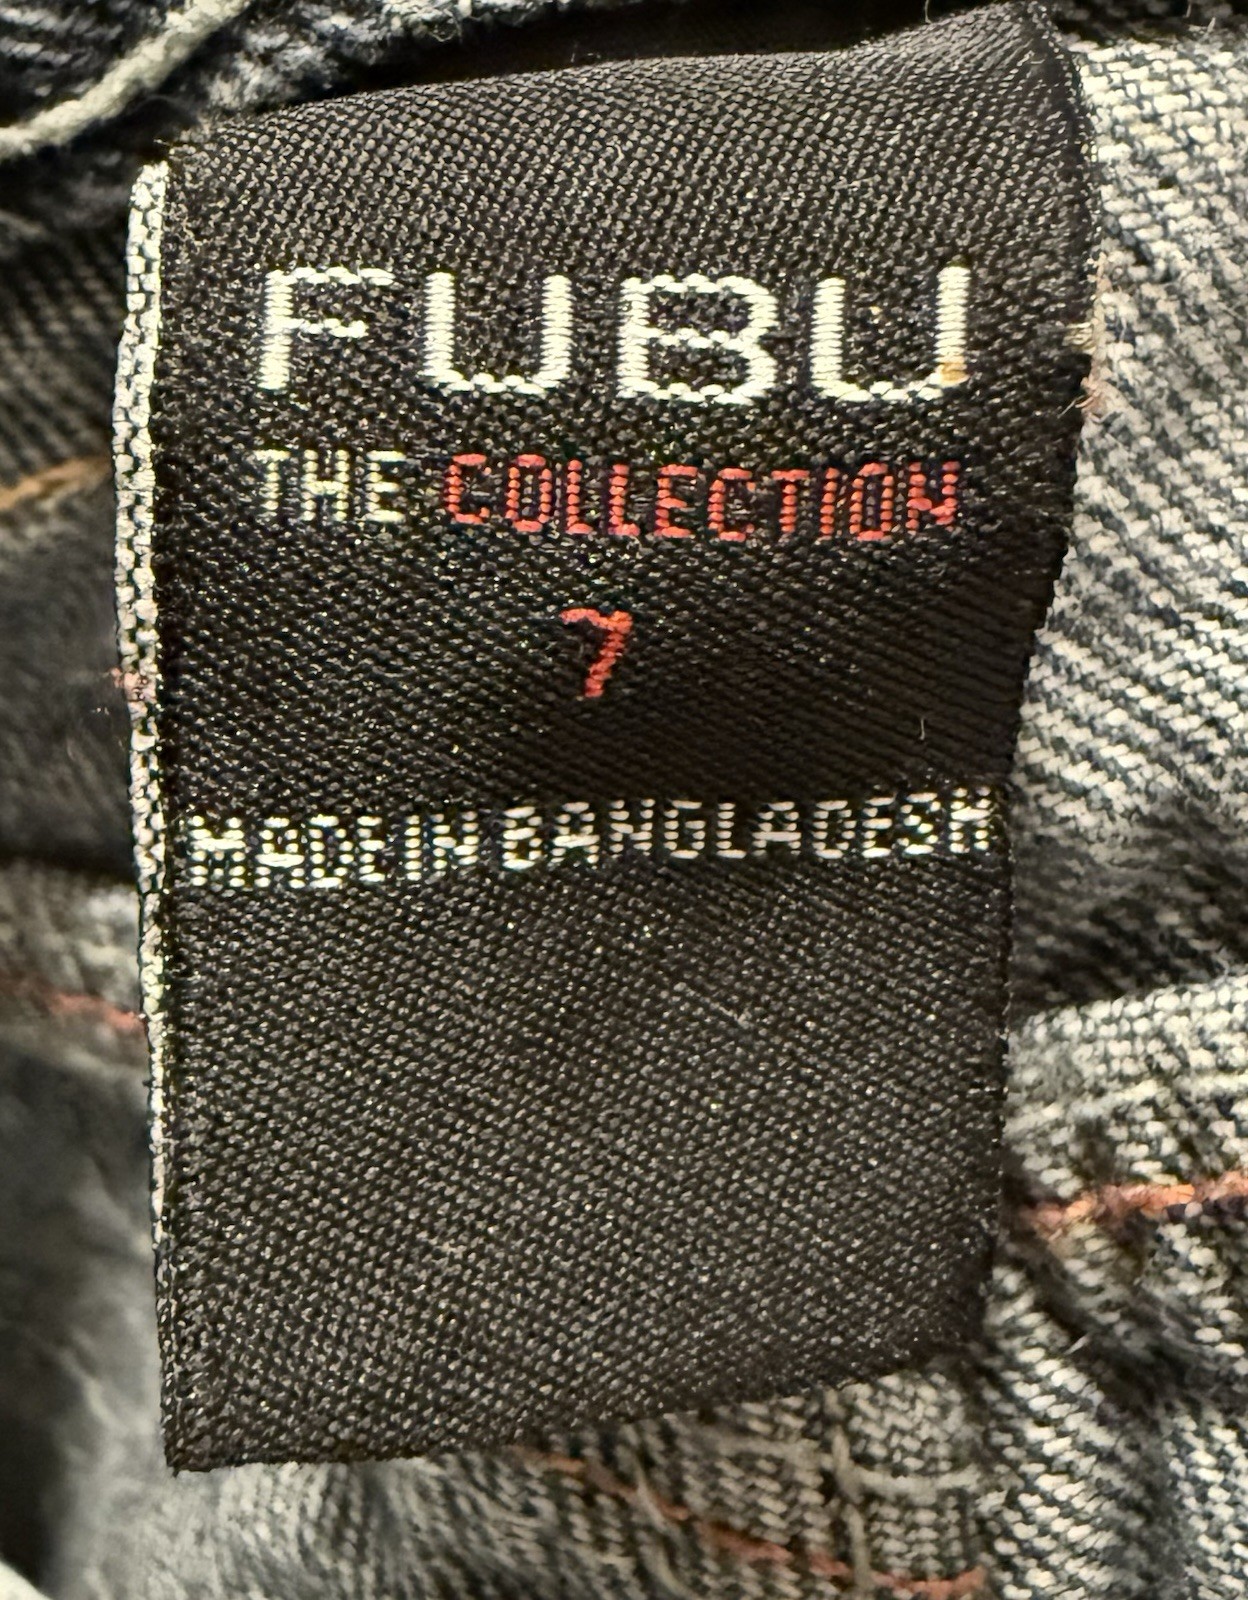 FUBU
THE COLLECTION
7
MADE IN BANGLADESH